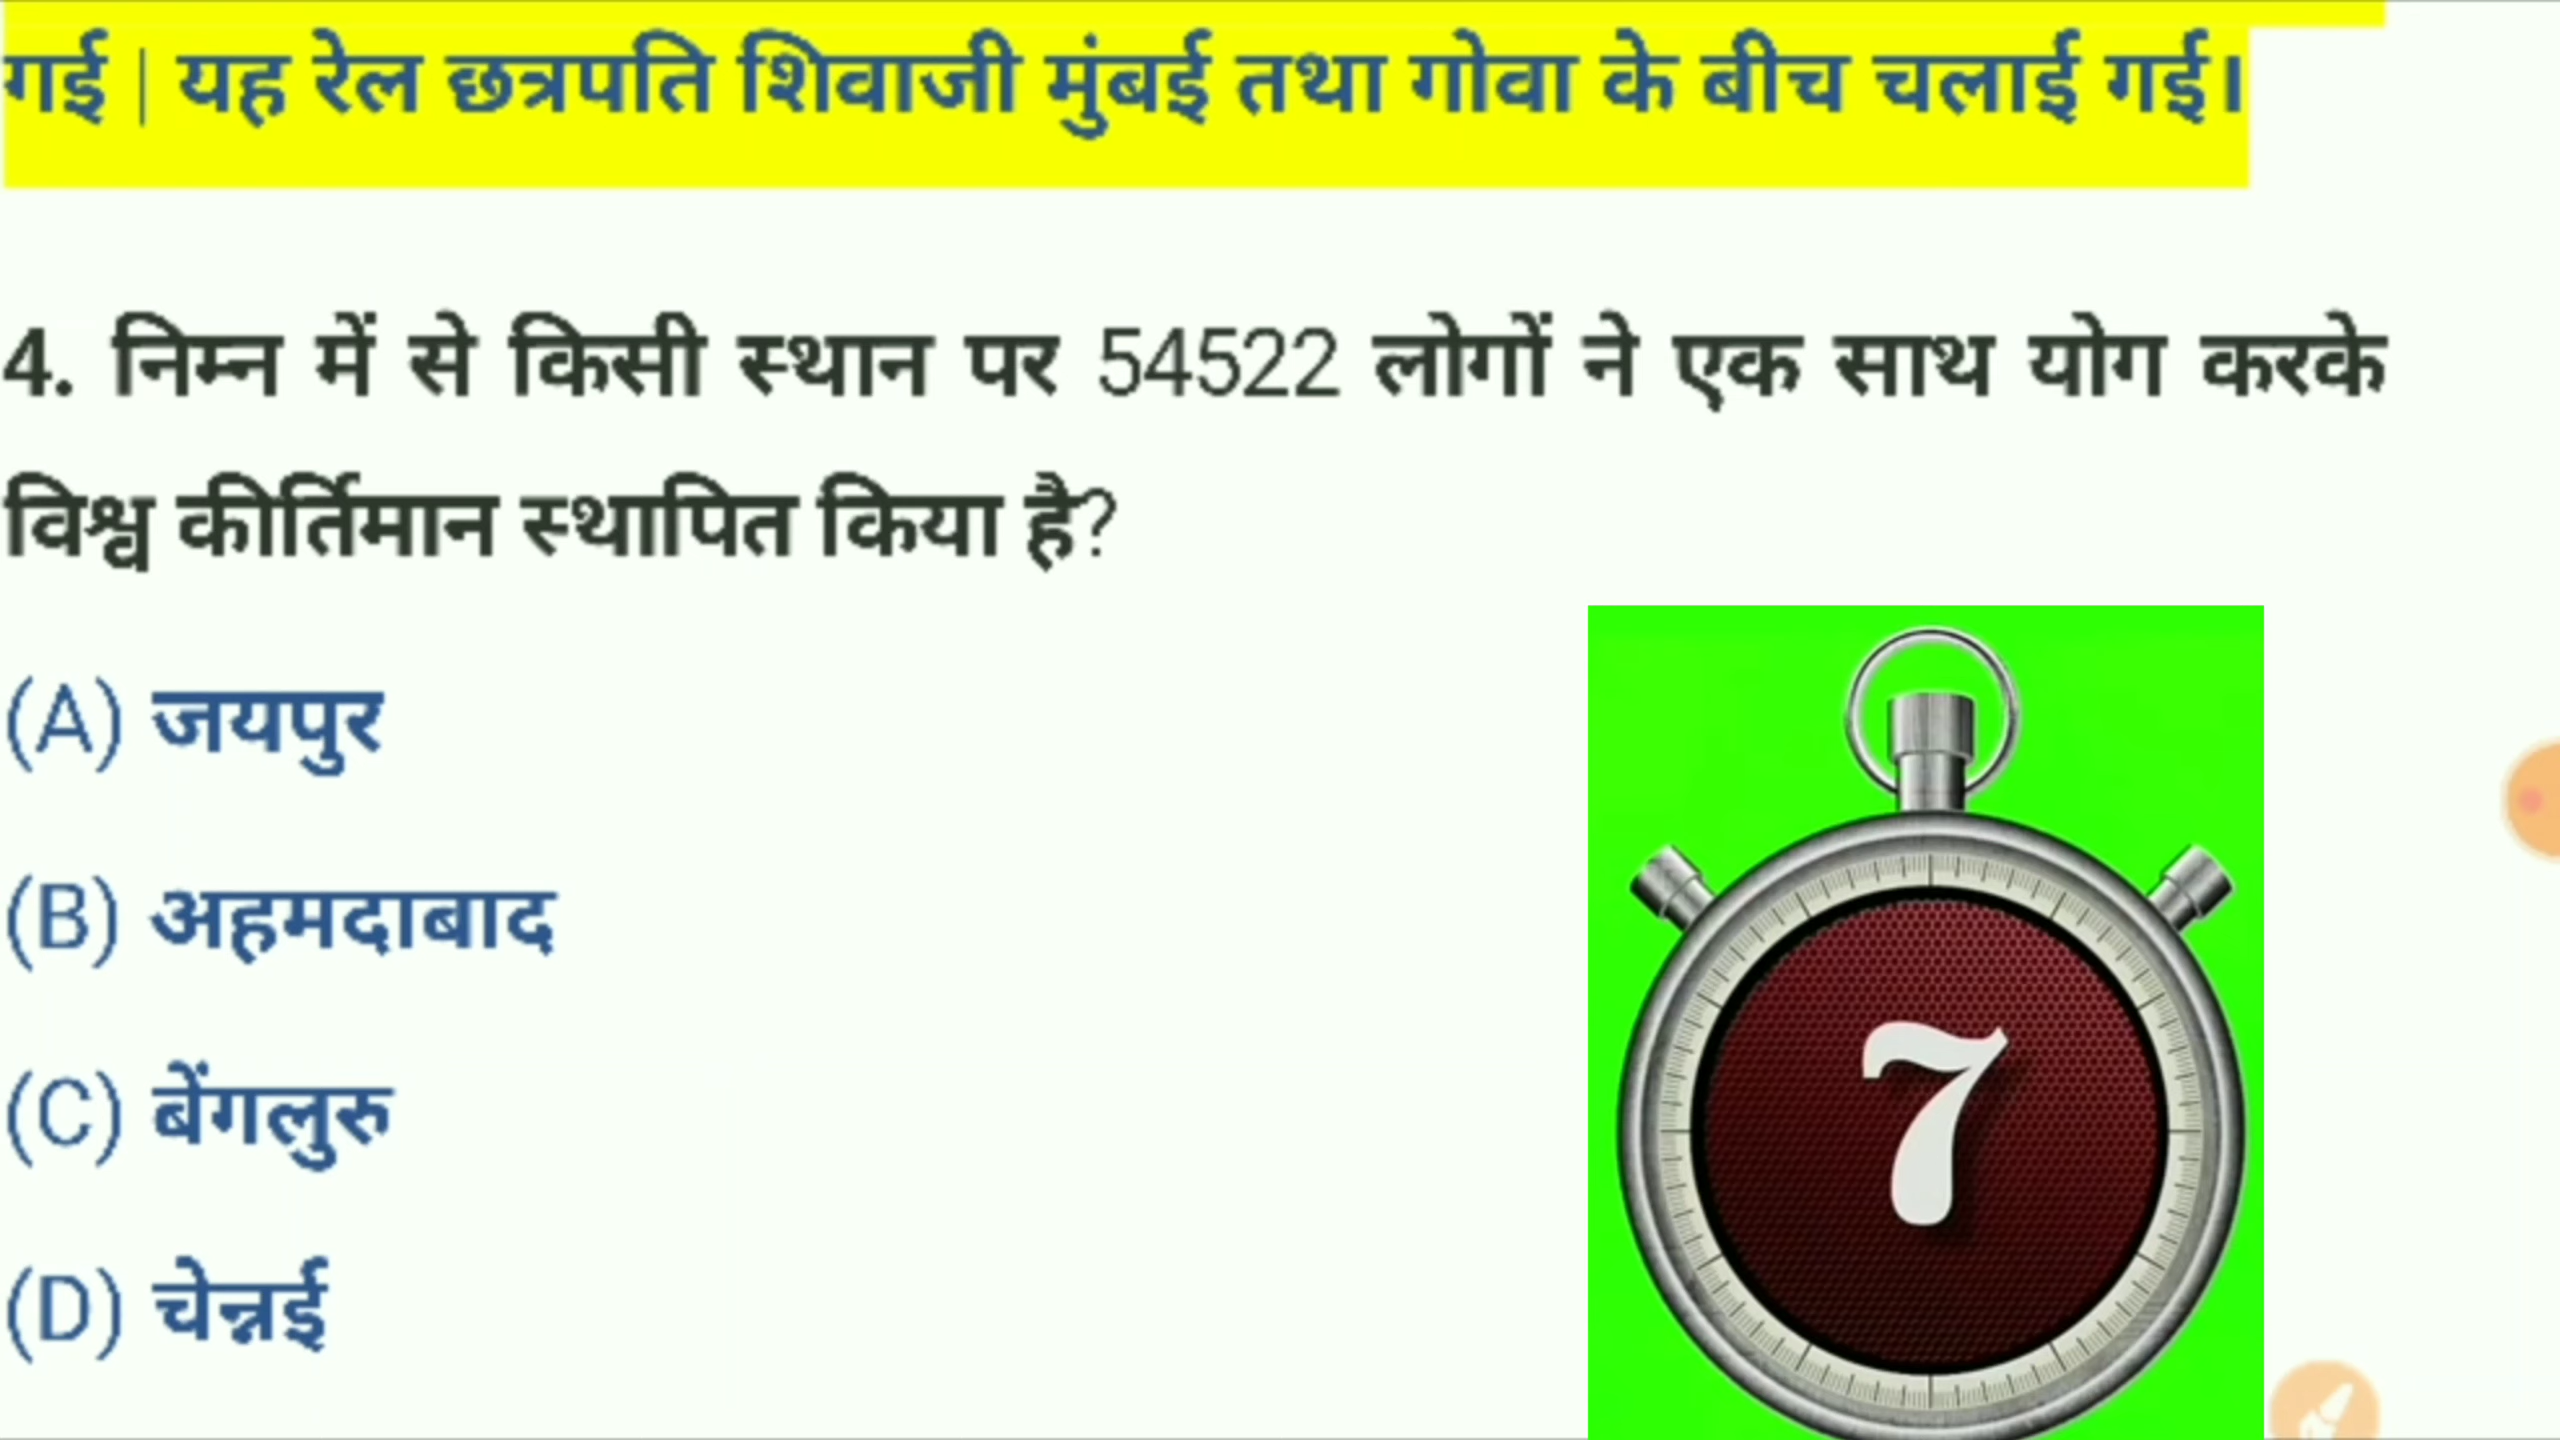 गई | यह रेल छत्रपति शिवाजी मुंबई तथा गोवा के बीच चलाई गई।
4. निम्न में से किसी स्थान पर 54522 लोगों ने एक साथ योग करके
विश्व कीर्तिमान स्थापित किया है?
(A) जयपुर
(B) अहमदाबाद
(C) बेंगलुरु
(D) चेन्नई
7